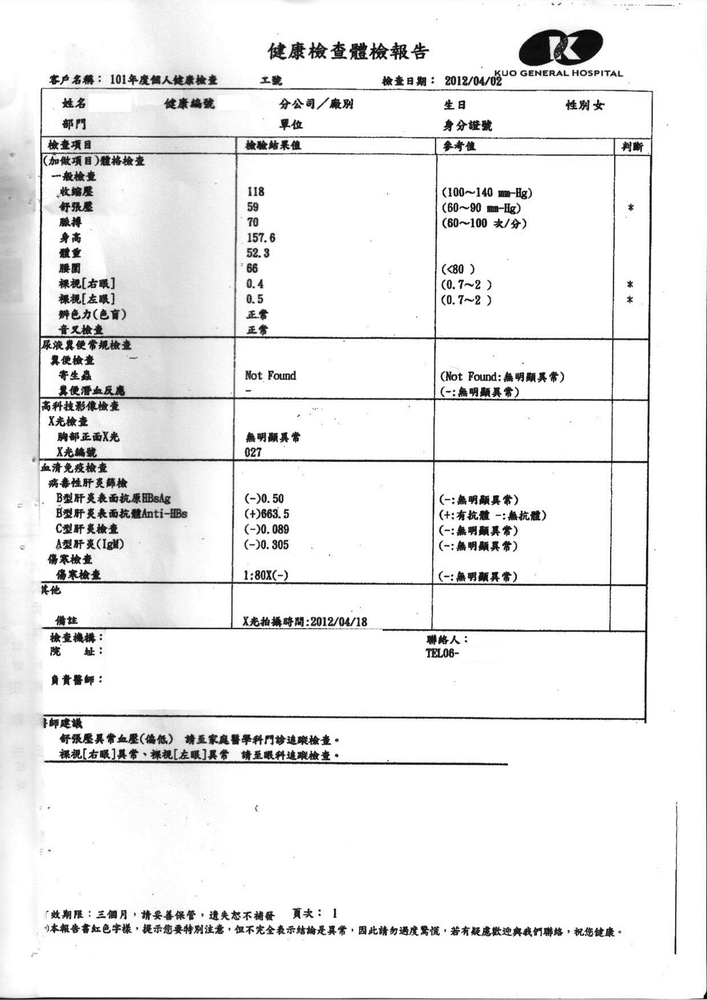 健康檢查體檢報告
KUO GENERAL HOSPITAL
客戶名稱： 101年度個人健康檢查 工號 檢查日期： 2012/04/02
姓名 健康編號 分公司／廠別 生日 性別 女
部門 單位 身分證號
檢查項目 檢驗結果值 參考值 判斷
(加做項目)體格檢查
一般檢查
收縮壓 118 (100～140 mm-Hg)
舒張壓 59 (60～90 mm-Hg) *
脈搏 70 (60～100 次/分)
身高 157.6
體重 52.3
腰圍 66 (<80 )
裸視[右眼] 0.4 (0.7～2 ) *
裸視[左眼] 0.5 (0.7～2 ) *
辨色力(色盲) 正常
音叉檢查 正常
尿液糞便常規檢查
糞便檢查
寄生蟲 Not Found (Not Found:無明顯異常)
糞便潛血反應 - (-:無明顯異常)
高科技影像檢查
X光檢查
胸部正面X光 無明顯異常
X光編號 027
血清免疫檢查
病毒性肝炎篩檢
B型肝炎表面抗原HBsAg (-)0.50 (-:無明顯異常)
B型肝炎表面抗體Anti-HBs (+)663.5 (+:有抗體 -:無抗體)
C型肝炎檢查 (-)0.089 (-:無明顯異常)
A型肝炎(IgM) (-)0.305 (-:無明顯異常)
傷寒檢查
傷寒檢查 1:80X(-) (-:無明顯異常)
其他
備註 X光拍攝時間:2012/04/18
檢查機構： 聯絡人：
院 址： TEL06-
負責醫師：
師建議
舒張壓異常血壓(偏低) 請至家庭醫學科門診追蹤檢查。
裸視[右眼]異常、裸視[左眼]異常 請至眼科追蹤檢查。
效期限：三個月，請妥善保管，遺失恕不補發 頁次： 1
)本報告書紅色字樣，提示您要特別注意，但不完全表示結論是異常，因此請勿過度驚慌，若有疑慮歡迎與我們聯絡，祝您健康。